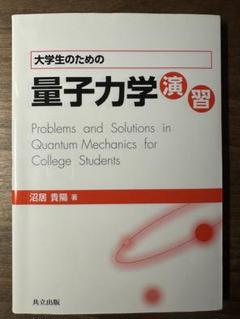 大学生のための
量子力学演習
Problems and Solutions in
Quantum Mechanics for
College Students
沼居 貴陽 著
共立出版